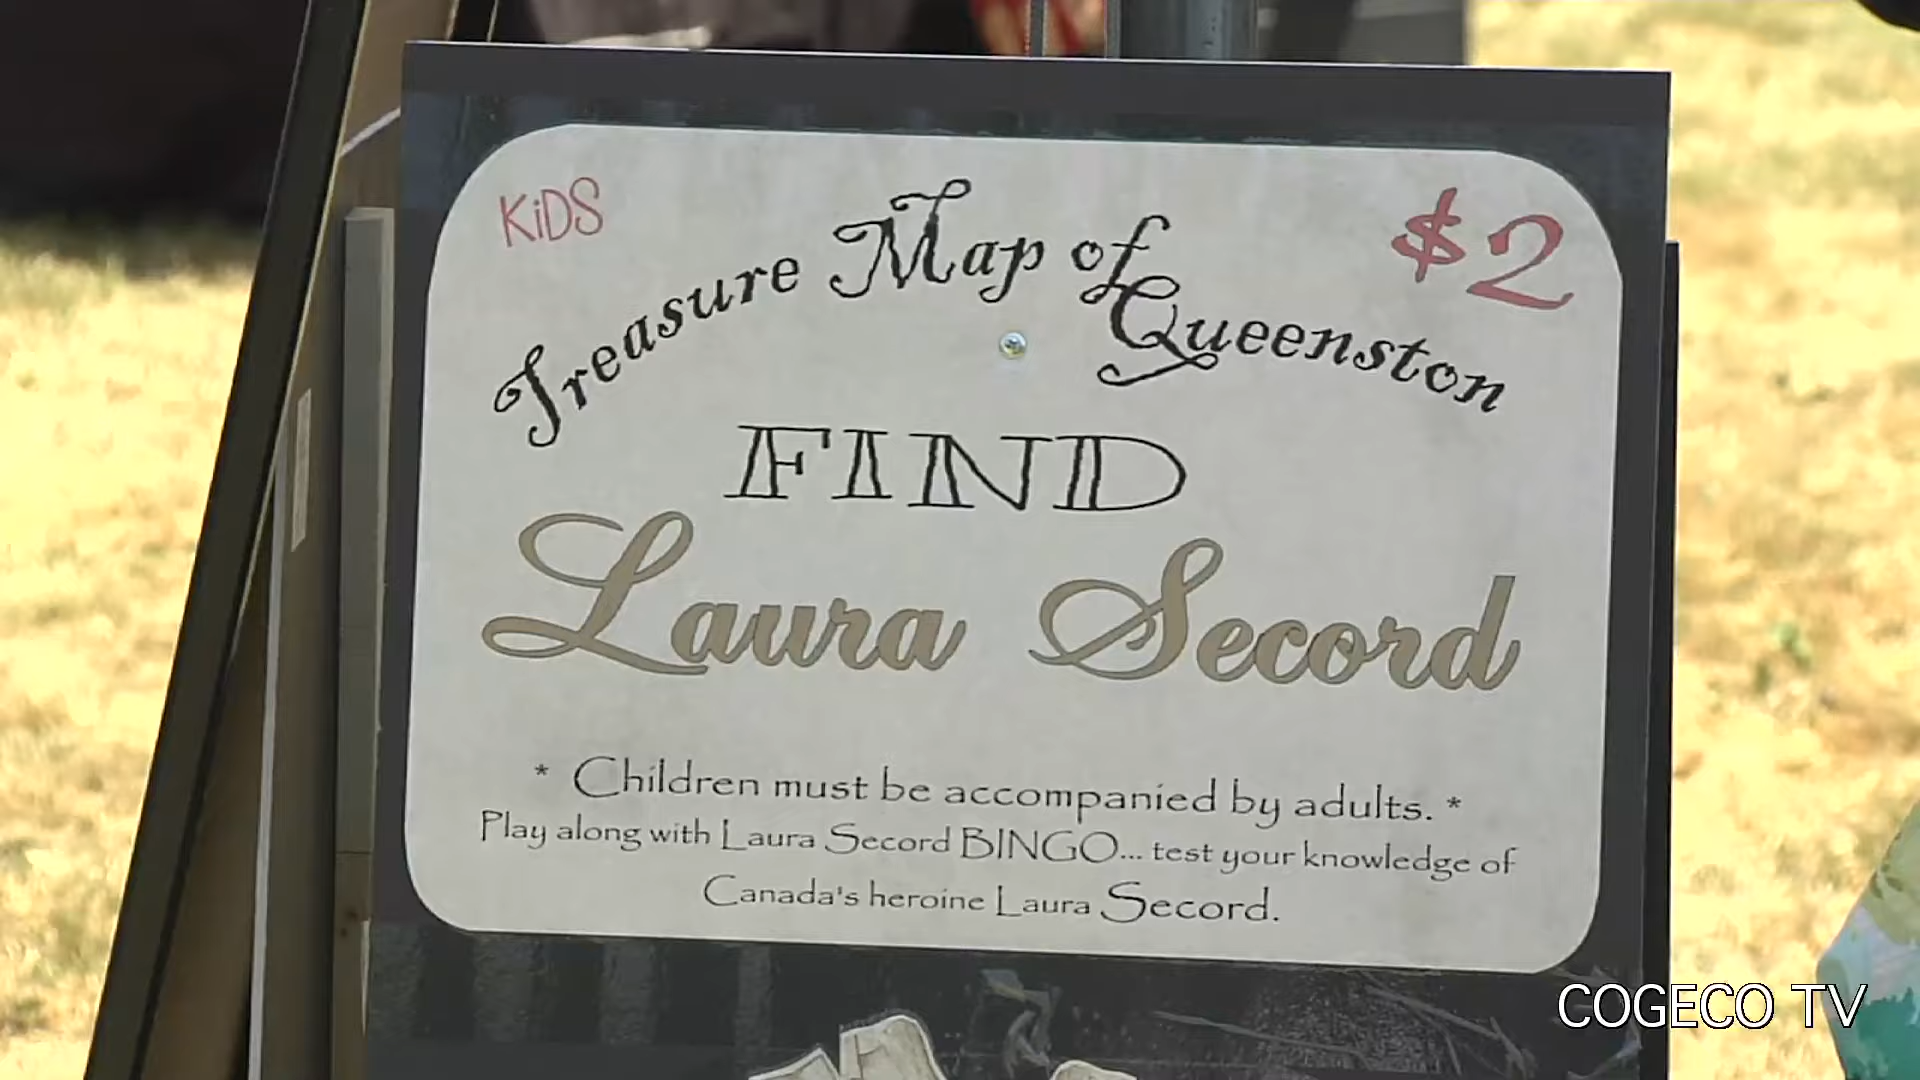 KiDS
$2
Treasure Map of Queenston
FIND
Laura Secord
* Children must be accompanied by adults. *
Play along with Laura Secord BINGO... test your knowledge of
Canada's heroine Laura Secord.
COGECO TV